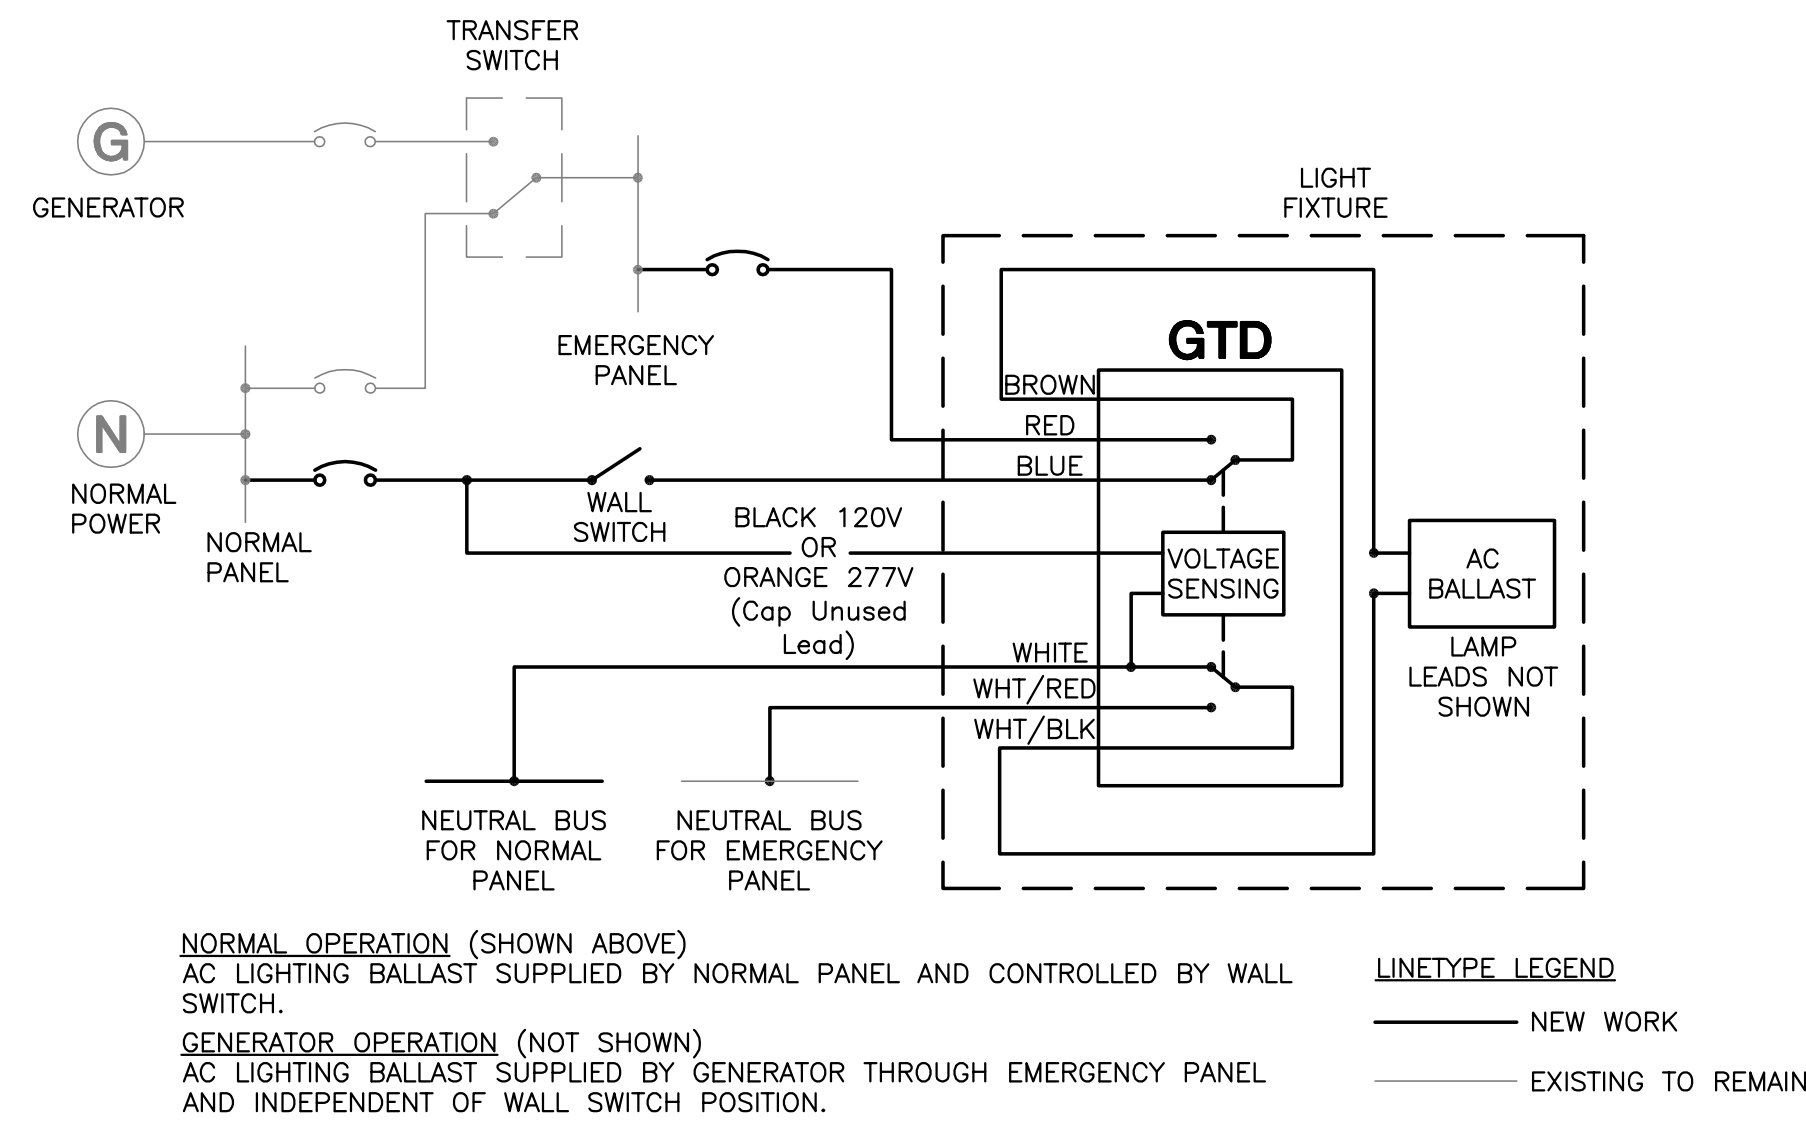 TRANSFER
SWITCH
G
GENERATOR
LIGHT
FIXTURE
GTD
EMERGENCY
PANEL
BROWN
RED
BLUE
N
NORMAL
POWER
NORMAL
PANEL
WALL
SWITCH
BLACK 120V
OR
ORANGE 277V
(Cap Unused
Lead)
VOLTAGE
SENSING
AC
BALLAST
LAMP
LEADS NOT
SHOWN
WHITE
WHT/RED
WHT/BLK
NEUTRAL BUS
FOR NORMAL
PANEL
NEUTRAL BUS
FOR EMERGENCY
PANEL
NORMAL OPERATION (SHOWN ABOVE)
AC LIGHTING BALLAST SUPPLIED BY NORMAL PANEL AND CONTROLLED BY WALL
SWITCH.
GENERATOR OPERATION (NOT SHOWN)
AC LIGHTING BALLAST SUPPLIED BY GENERATOR THROUGH EMERGENCY PANEL
AND INDEPENDENT OF WALL SWITCH POSITION.
LINETYPE LEGEND
NEW WORK
EXISTING TO REMAIN